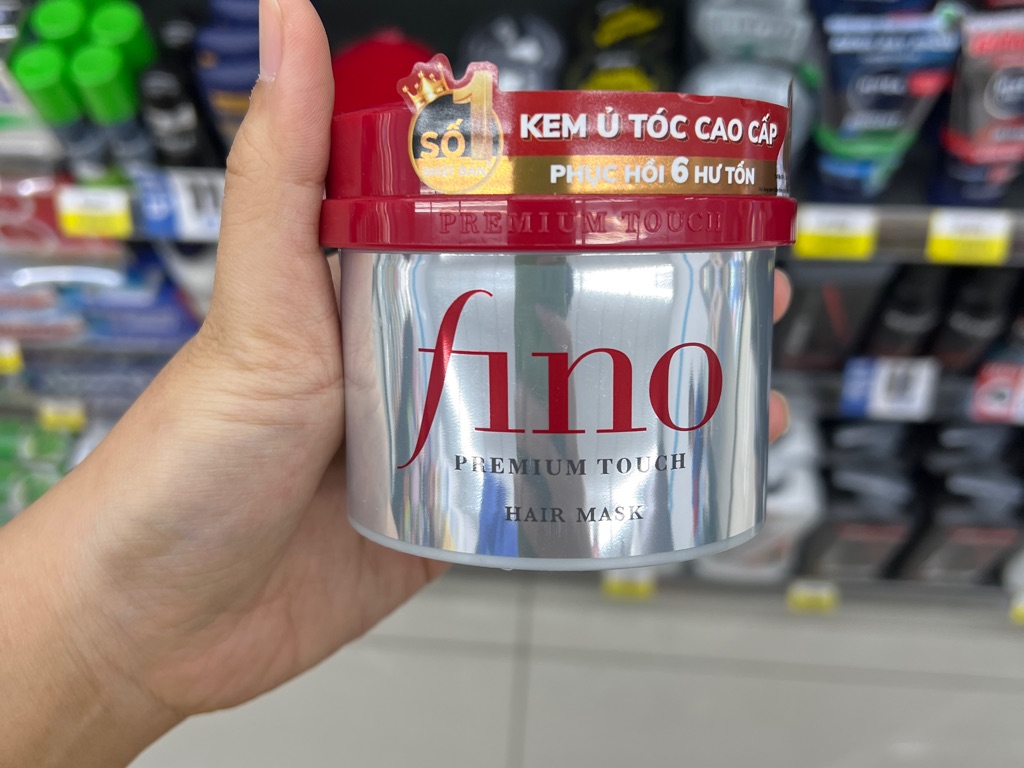 SỐ 1
KEM Ủ TÓC CAO CẤP
PHỤC HỒI 6 HƯ TỔN
PREMIUM TOUCH
fino
PREMIUM TOUCH
HAIR MASK